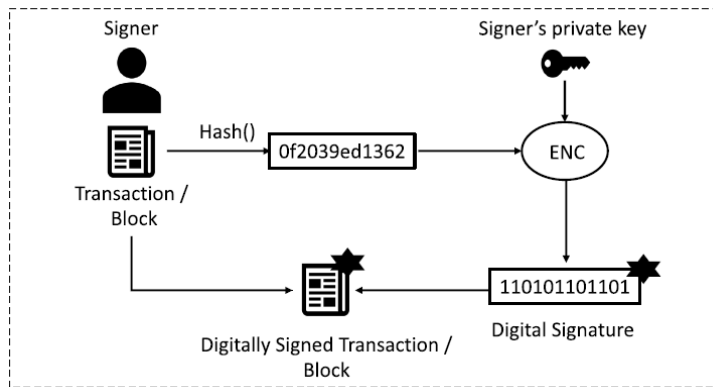 Signer
Signer's private key
Hash()
0f2039ed1362
ENC
Transaction /
Block
110101101101
Digital Signature
Digitally Signed Transaction /
Block